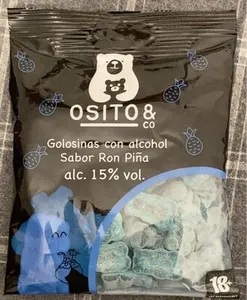 OSITO &
CO
Golosinas con alcohol
Sabor Ron Piña
alc. 15% vol.
18+